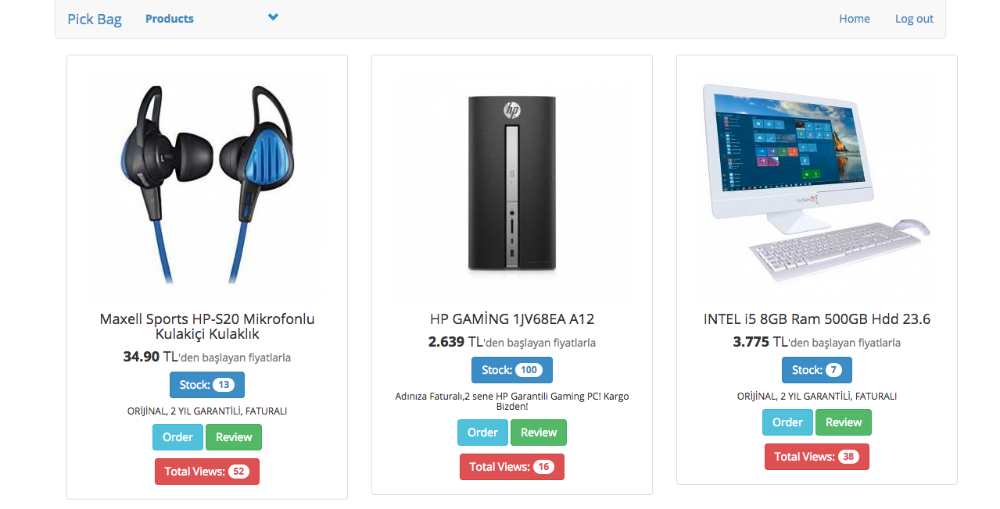 Pick Bag
Products
Home
Log out
Maxell Sports HP-S20 Mikrofonlu
Kulakiçi Kulaklık
34.90 TL'den başlayan fiyatlarla
Stock: 13
ORİJİNAL, 2 YIL GARANTİLİ, FATURALI
Order
Review
Total Views: 52
hp
HP GAMİNG 1JV68EA A12
2.639 TL'den başlayan fiyatlarla
Stock: 100
Adınıza Faturalı,2 sene HP Garantili Gaming PC! Kargo
Bizden!
Order
Review
Total Views: 16
INTEL i5 8GB Ram 500GB Hdd 23.6
3.775 TL'den başlayan fiyatlarla
Stock: 7
ORİJİNAL, 2 YIL GARANTİLİ, FATURALI
Order
Review
Total Views: 38